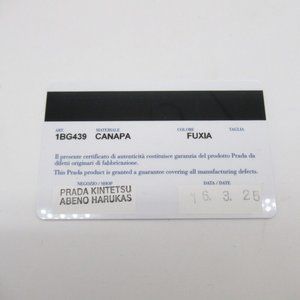 ART. MATERIALE COLORE TAGLIA
1BG439 CANAPA FUXIA
Il presente certificato di autenticità costituisce garanzia del prodotto Prada da
difetti originari di fabbricazione.
This Prada product is granted a guarantee covering all manufacturing defects.
NEGOZIO / SHOP DATA / DATE
PRADA KINTETSU
ABENO HARUKAS
6. 3. 25